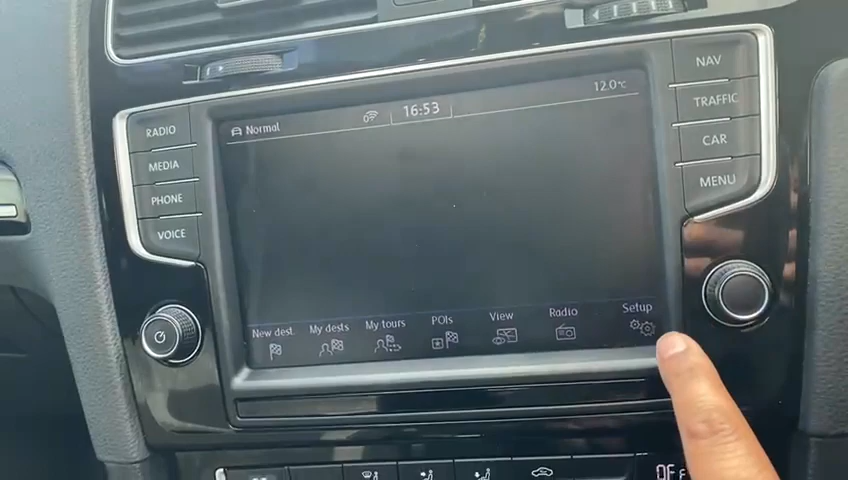 RADIO
MEDIA
PHONE
VOICE
Normal
16:53
12.0°C
NAV
TRAFFIC
CAR
MENU
New dest.
My dests
My tours
POIs
View
Radio
Setup